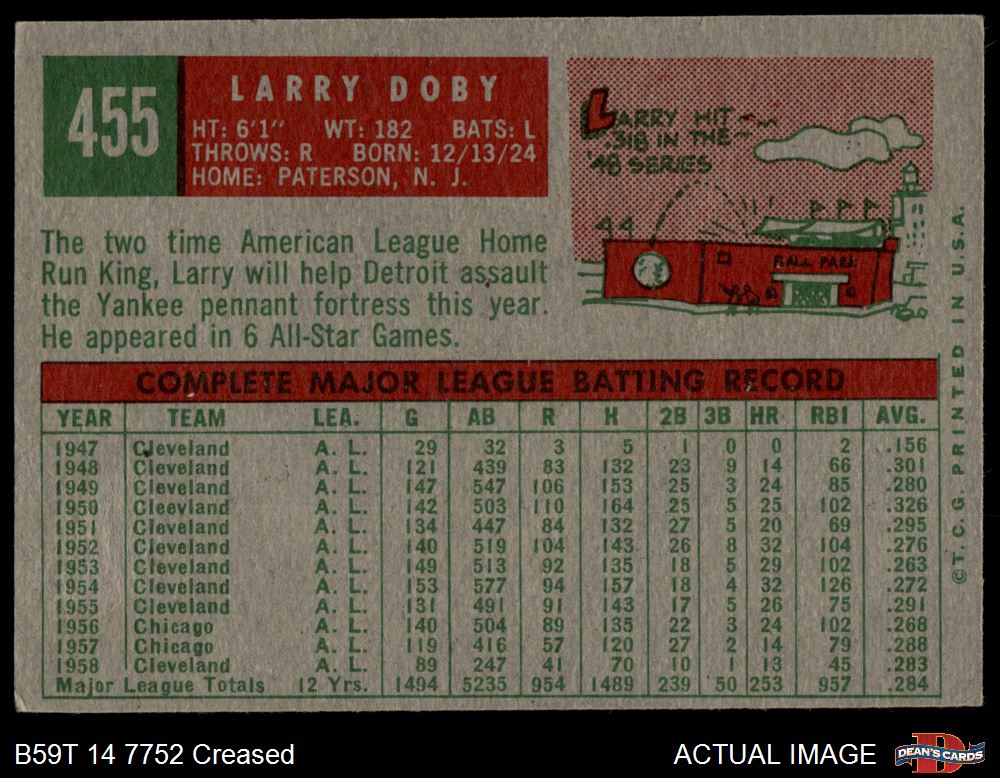 455
LARRY DOBY
HT: 6'1" WT: 182 BATS: L
THROWS: R BORN: 12/13/24
HOME: PATERSON, N. J.
LARRY HIT
.318 IN THE
'48 SERIES
BALL PARK
The two time American League Home
Run King, Larry will help Detroit assault
the Yankee pennant fortress this year.
He appeared in 6 All-Star Games.
COMPLETE MAJOR LEAGUE BATTING RECORD
YEAR TEAM LEA. G AB R H 2B 3B HR RBI AVG.
1947 Cleveland A. L. 29 32 3 5 1 0 0 2 .156
1948 Cleveland A. L. 121 439 83 132 23 9 14 66 .301
1949 Cleveland A. L. 147 547 106 153 25 3 24 85 .280
1950 Cleevland A. L. 142 503 110 164 25 5 25 102 .326
1951 Cleveland A. L. 134 447 84 132 27 5 20 69 .295
1952 Cleveland A. L. 140 519 104 143 26 8 32 104 .276
1953 Cleveland A. L. 149 513 92 135 18 5 29 102 .263
1954 Cleveland A. L. 153 577 94 157 18 4 32 126 .272
1955 Cleveland A. L. 131 491 91 143 17 5 26 75 .291
1956 Chicago A. L. 140 504 89 135 22 3 24 102 .268
1957 Chicago A. L. 119 416 57 120 27 2 14 79 .288
1958 Cleveland A. L. 89 247 41 70 10 1 13 45 .283
Major League Totals 12 Yrs. 1494 5235 954 1489 239 50 253 957 .284
©T. C. G. PRINTED IN U.S.A.
B59T 14 7752 Creased
ACTUAL IMAGE
DEAN'S CARDS